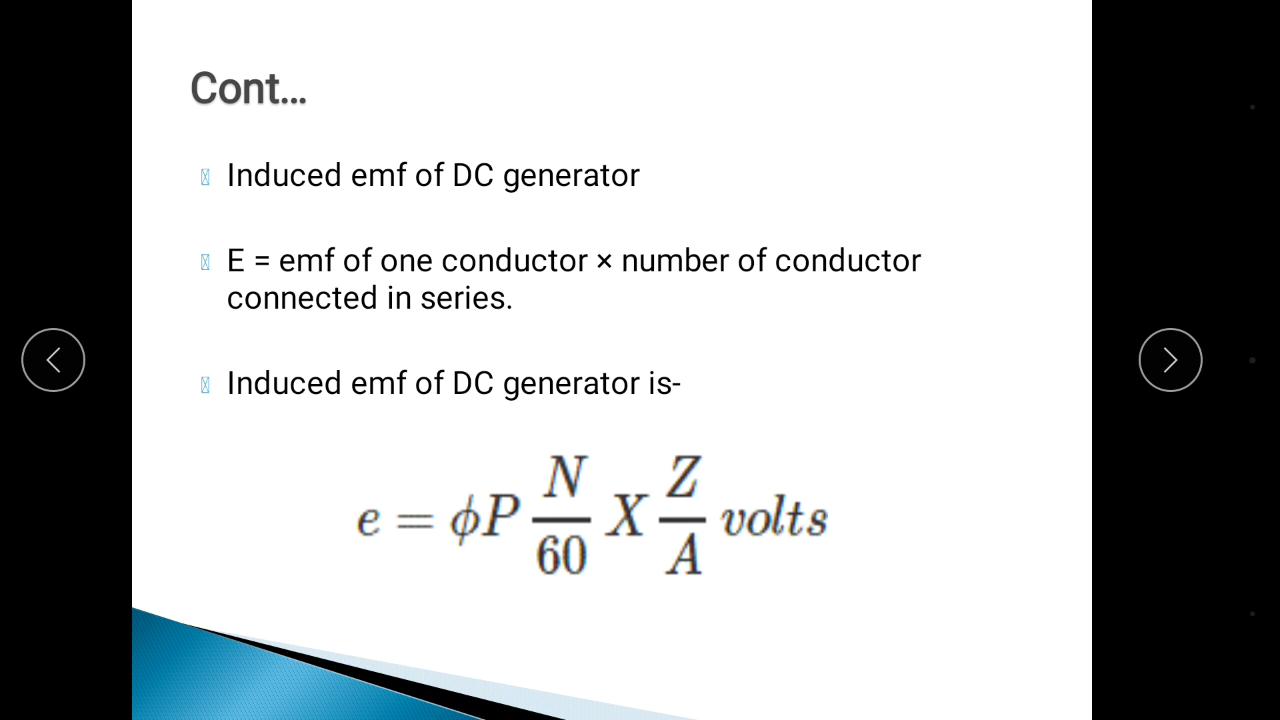 Cont...
Induced emf of DC generator
E = emf of one conductor × number of conductor
connected in series.
Induced emf of DC generator is-
e = ϕP N/60 X Z/A volts